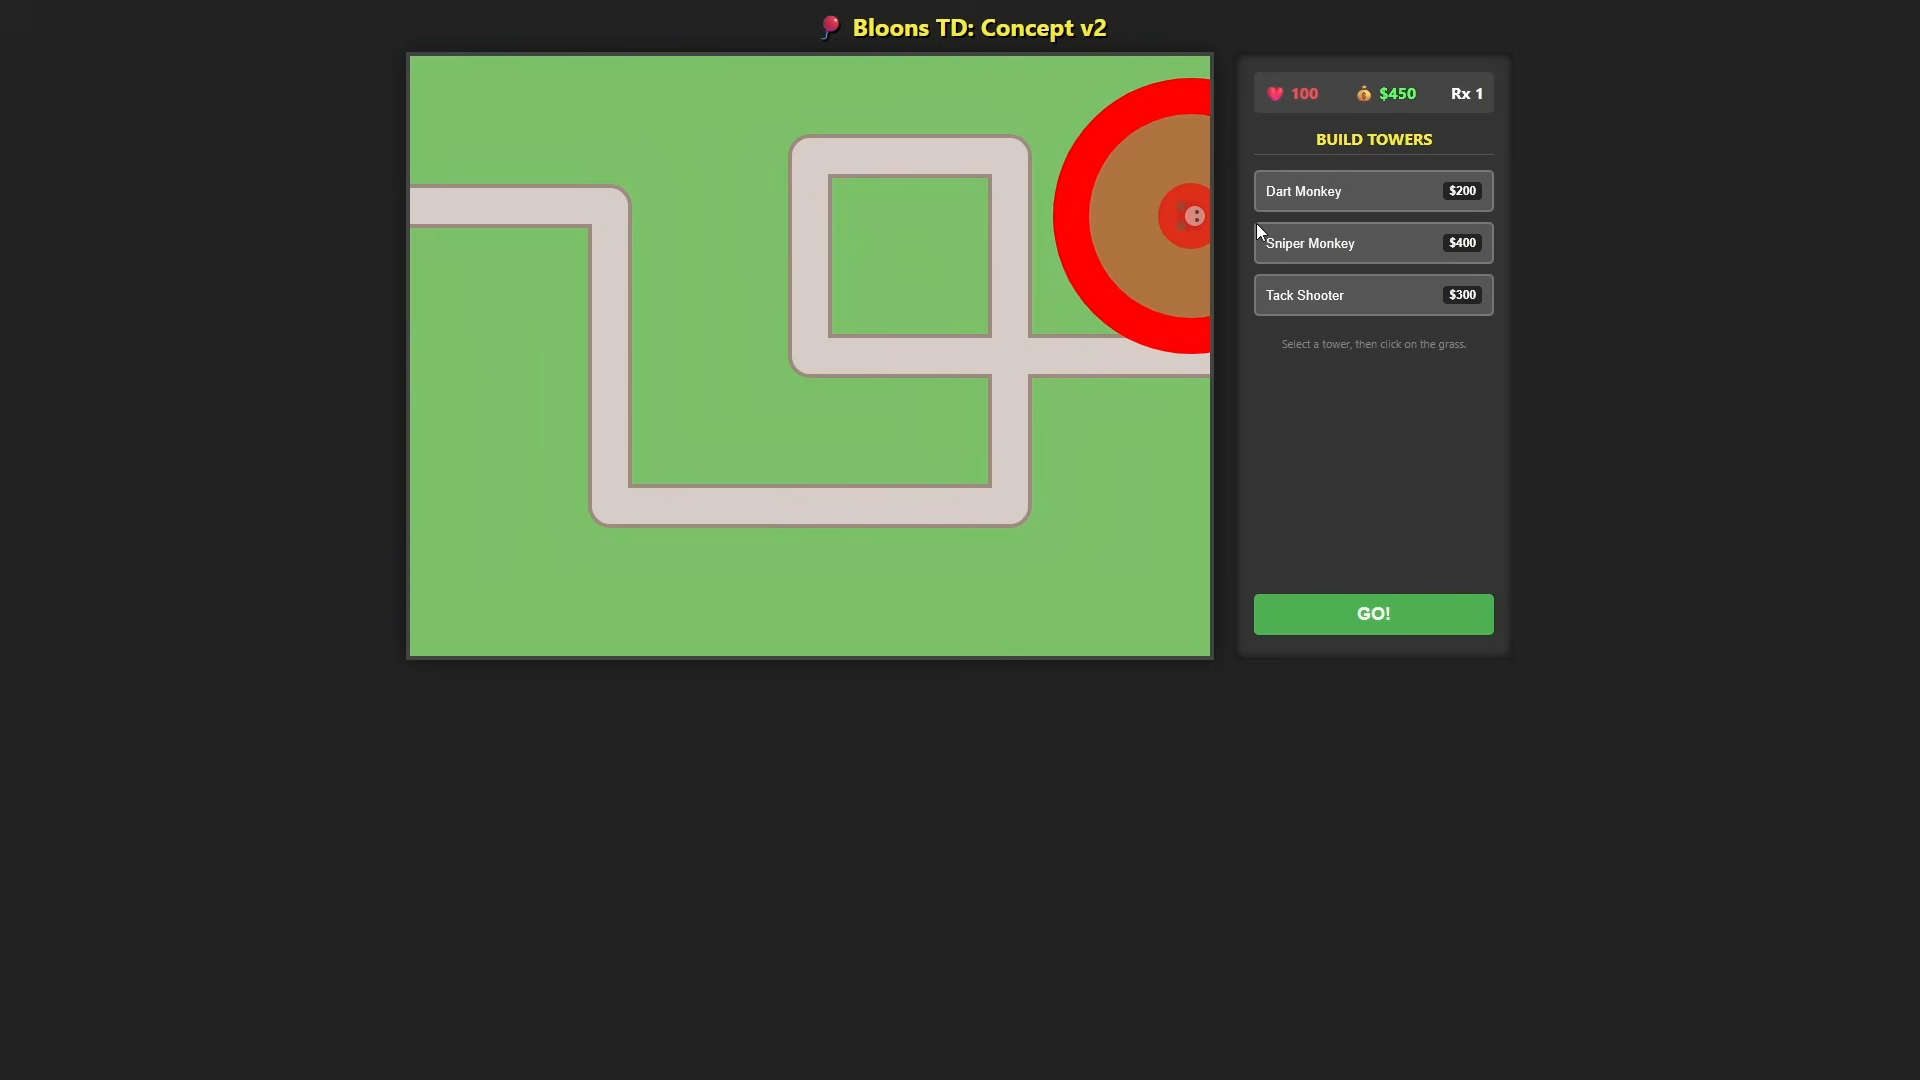 Bloons TD: Concept v2
100 $450 Rx 1
BUILD TOWERS
Dart Monkey $200
Sniper Monkey $400
Tack Shooter $300
Select a tower, then click on the grass.
GO!